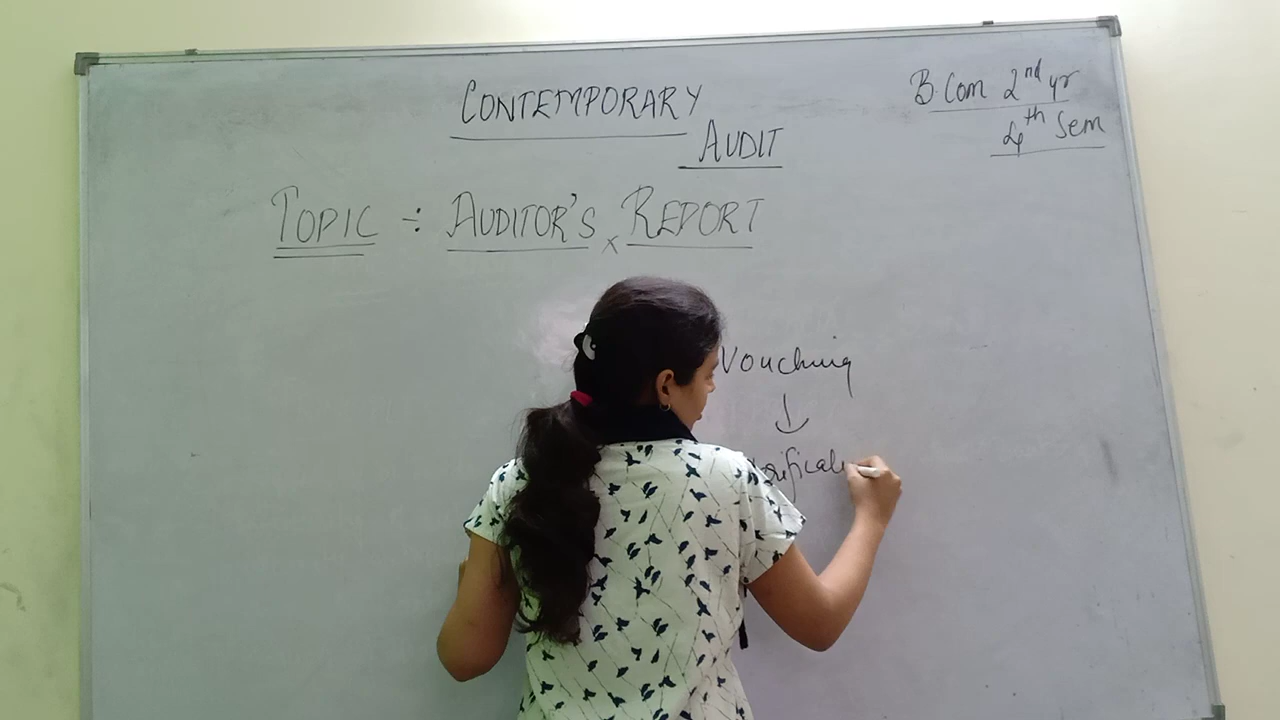 CONTEMPORARY
AUDIT
B.Com 2nd yr
4th Sem
TOPIC ÷ AUDITOR'S REPORT
Vouching
↓